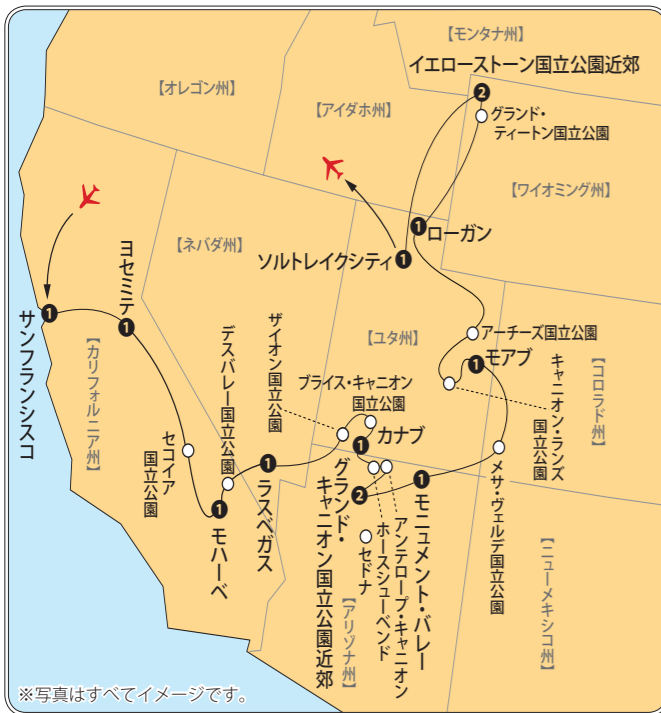 【モンタナ州】
イエローストーン国立公園近郊
2
【オレゴン州】
【アイダホ州】
グランド・
ティートン国立公園
【ワイオミング州】
1
ローガン
ソルトレイクシティ
1
【ネバダ州】
ヨセミテ
1
サンフランシスコ
1
【カリフォルニア州】
セコイア
国立公園
デスバレー国立公園
モハーベ
1
ラスベガス
1
ザイオン
国立公園
ブライス・キャニオン
国立公園
【ユタ州】
カナブ
1
アーチーズ国立公園
モアブ
1
キャニオン・ランズ
国立公園
【コロラド州】
メサ・ヴェルデ国立公園
モニュメント・バレー
1
アンテロープ・キャニオン
ホースシューベンド
セドナ
グランド・
キャニオン国立公園近郊
2
【アリゾナ州】
【ニューメキシコ州】
※写真はすべてイメージです。